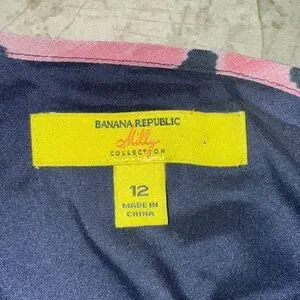 BANANA REPUBLIC
Milly
COLLECTION
12
MADE IN
CHINA